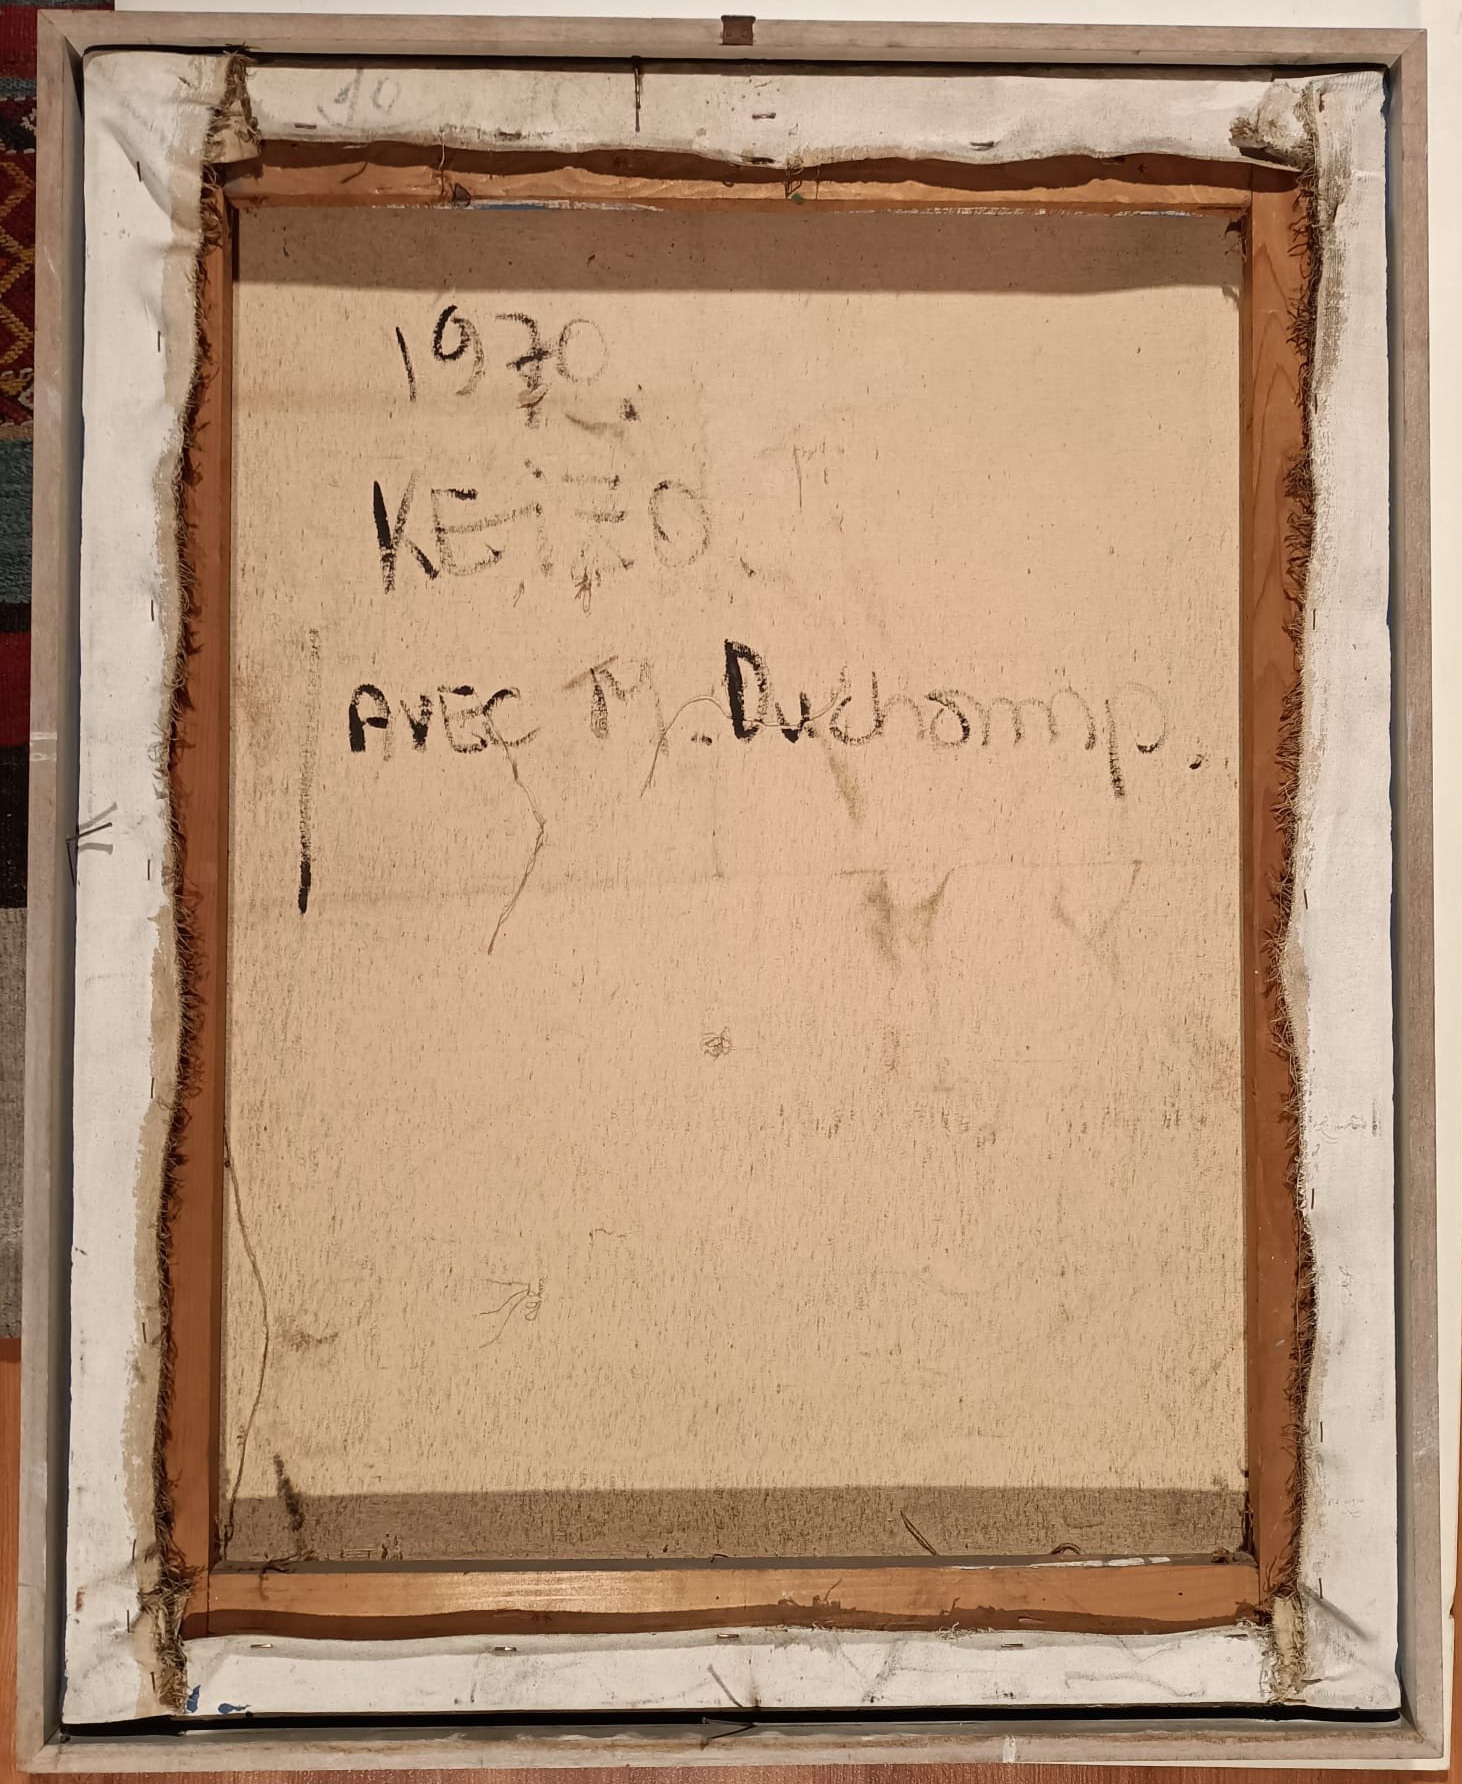 1970
KEIZO
AVEC M. Duchamp.